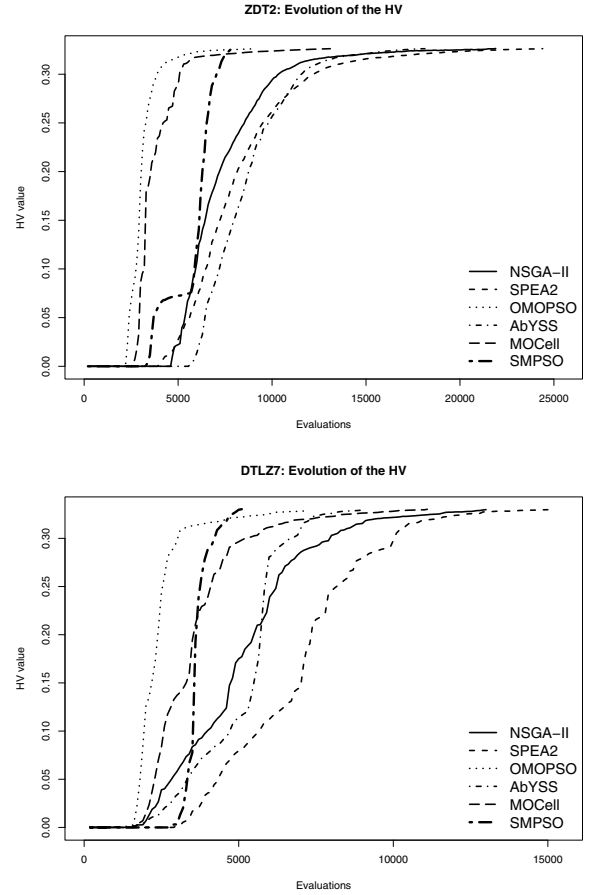 ZDT2: Evolution of the HV
HV value
0.30
0.25
0.20
0.15
0.10
0.05
0.00
NSGA−II
SPEA2
OMOPSO
AbYSS
MOCell
SMPSO
0 5000 10000 15000 20000 25000
Evaluations
DTLZ7: Evolution of the HV
HV value
0.30
0.25
0.20
0.15
0.10
0.05
0.00
NSGA−II
SPEA2
OMOPSO
AbYSS
MOCell
SMPSO
0 5000 10000 15000
Evaluations